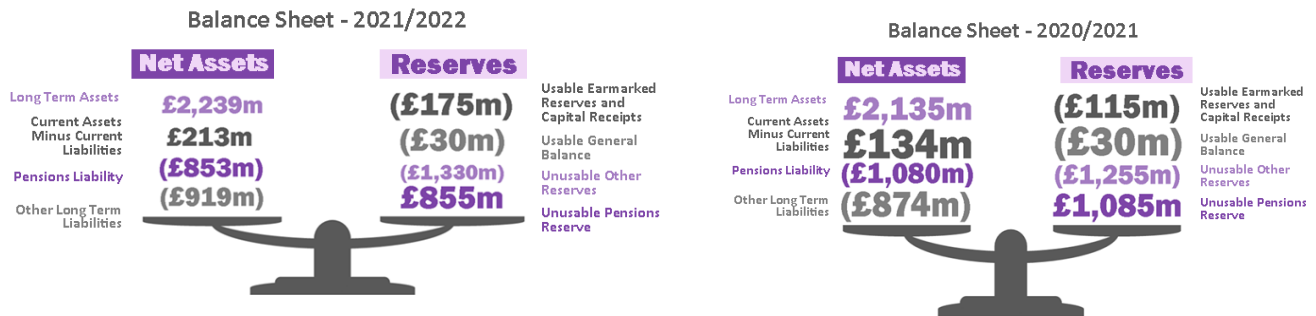 Balance Sheet - 2021/2022
Net Assets
Reserves
Long Term Assets
£2,239m
Current Assets
Minus Current
Liabilities
£213m
Pensions Liability
(£853m)
Other Long Term
Liabilities
(£919m)
(£175m)
Usable Earmarked
Reserves and
Capital Receipts
(£30m)
Usable General
Balance
(£1,330m)
Unusable Other
Reserves
£855m
Unusable Pensions
Reserve
Balance Sheet - 2020/2021
Net Assets
Reserves
Long Term Assets
£2,135m
Current Assets
Minus Current
Liabilities
£134m
Pensions Liability
(£1,080m)
Other Long Term
Liabilities
(£874m)
(£115m)
Usable Earmarked
Reserves and
Capital Receipts
(£30m)
Usable General
Balance
(£1,255m)
Unusable Other
Reserves
£1,085m
Unusable Pensions
Reserve